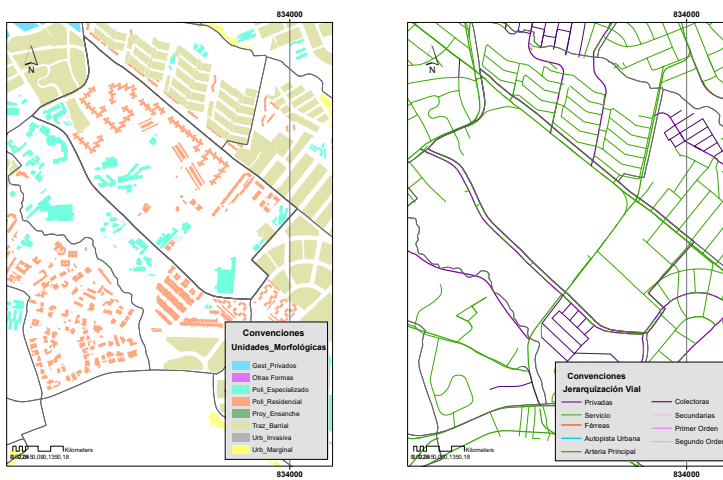 834000
N
Convenciones
Unidades_Morfológicas
Gest_Privados
Otras Formas
Poli_Especializado
Poli_Residencial
Proy_Ensanche
Traz_Barrial
Urb_Invasiva
Urb_Marginal
Kilometers
834000
834000
N
Convenciones
Jerarquización Vial
Privadas
Servicio
Férreas
Autopista Urbana
Arteria Principal
Colectoras
Secundarias
Primer Orden
Segundo Orden
Kilometers
834000